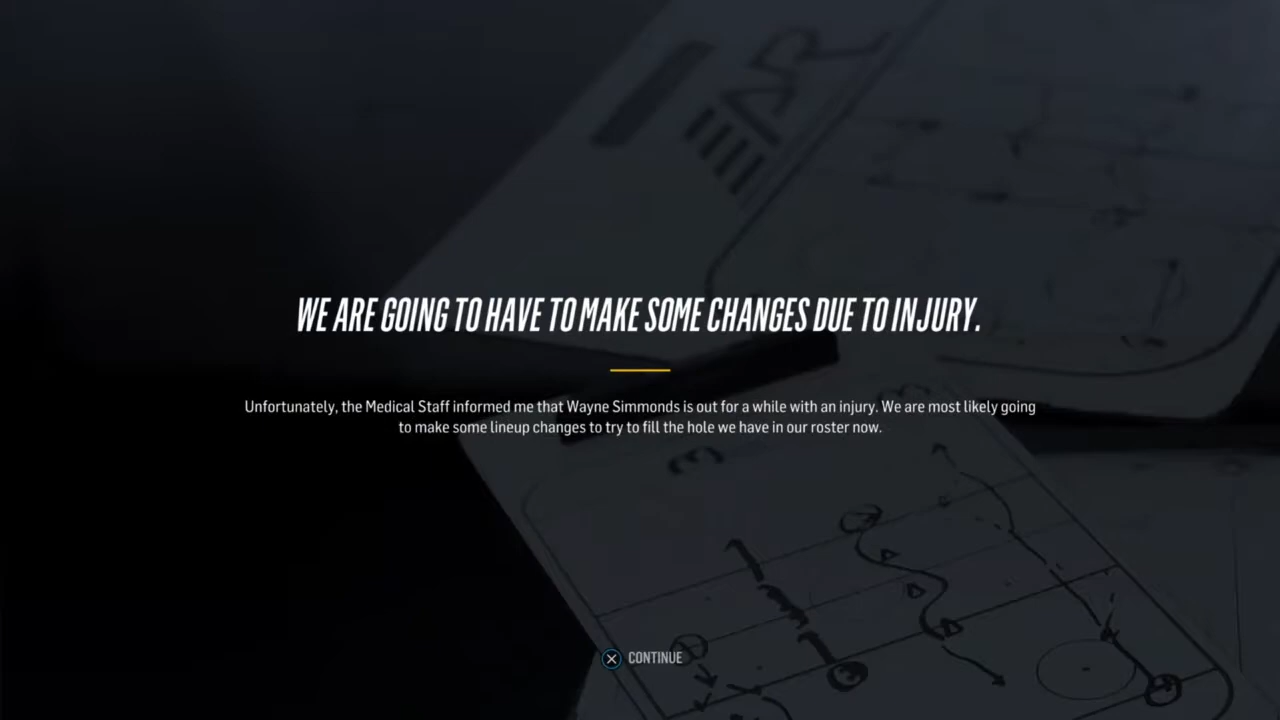 EAR
WE ARE GOING TO HAVE TO MAKE SOME CHANGES DUE TO INJURY.
Unfortunately, the Medical Staff informed me that Wayne Simmonds is out for a while with an injury. We are most likely going
to make some lineup changes to try to fill the hole we have in our roster now.
CONTINUE